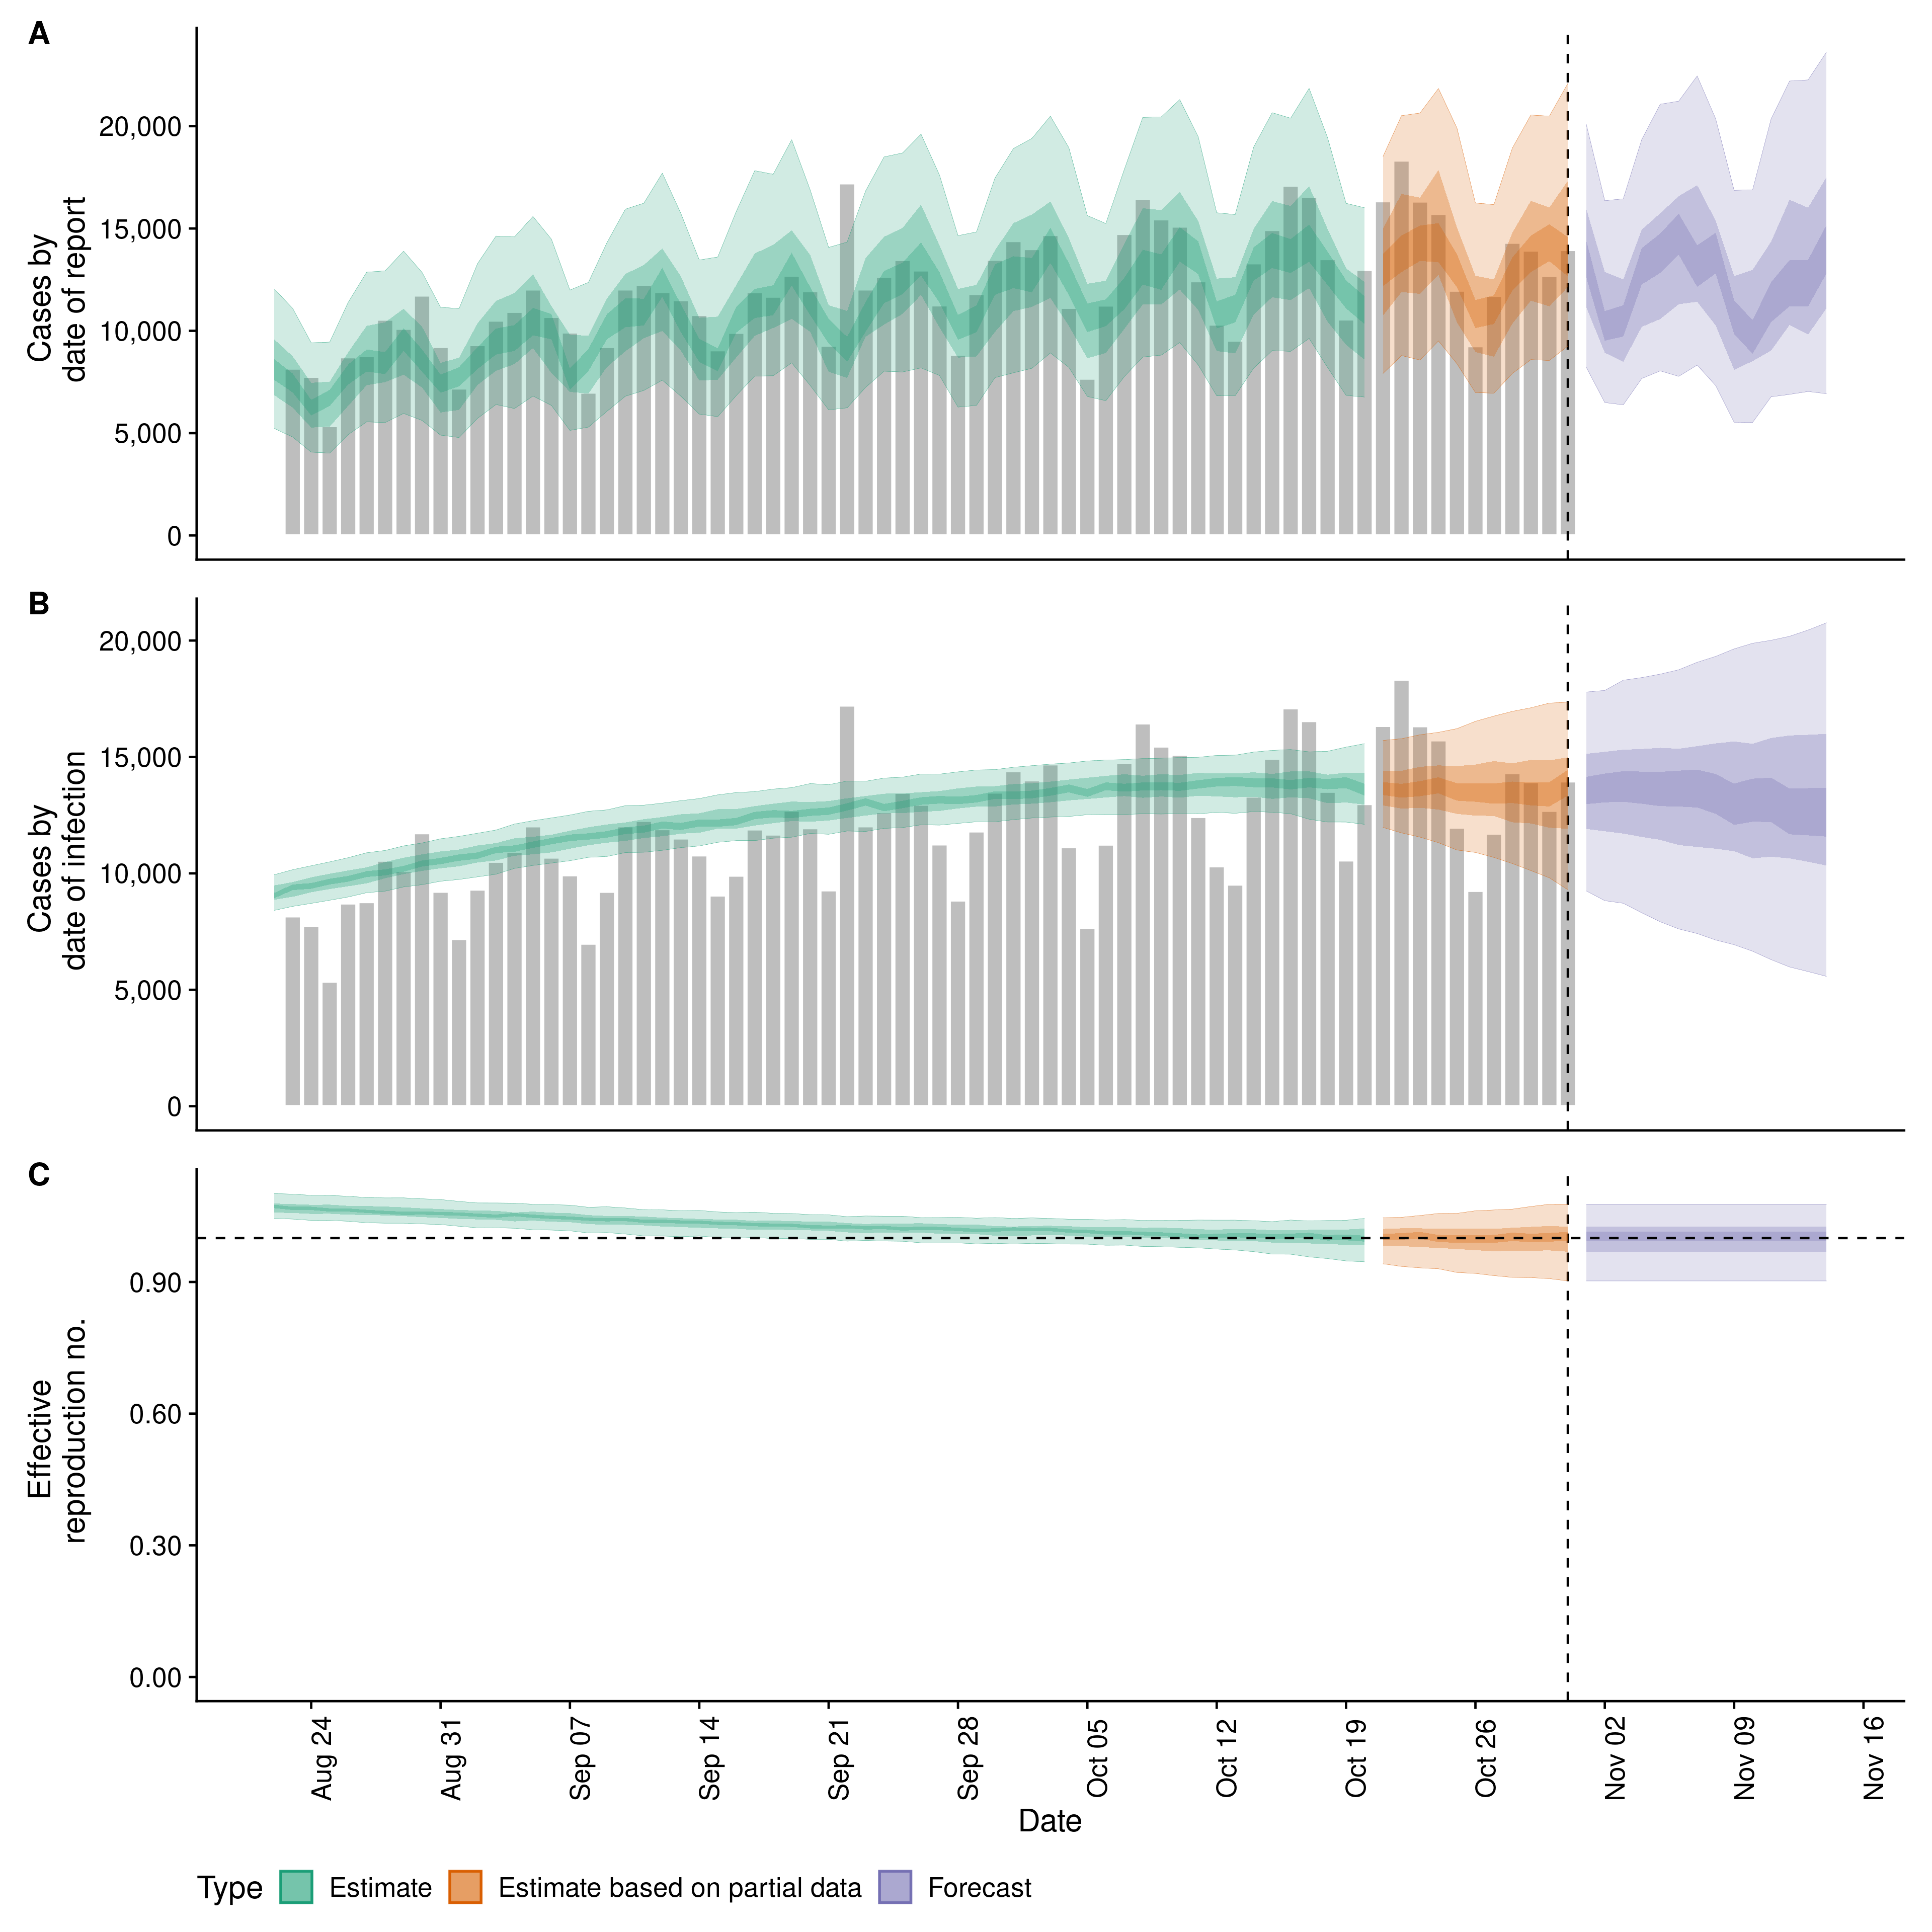 A
Cases by
date of report
20,000
15,000
10,000
5,000
0
B
Cases by
date of infection
20,000
15,000
10,000
5,000
0
C
Effective
reproduction no.
0.90
0.60
0.30
0.00
Aug 24
Aug 31
Sep 07
Sep 14
Sep 21
Sep 28
Oct 05
Oct 12
Oct 19
Oct 26
Nov 02
Nov 09
Nov 16
Date
Type Estimate Estimate based on partial data Forecast